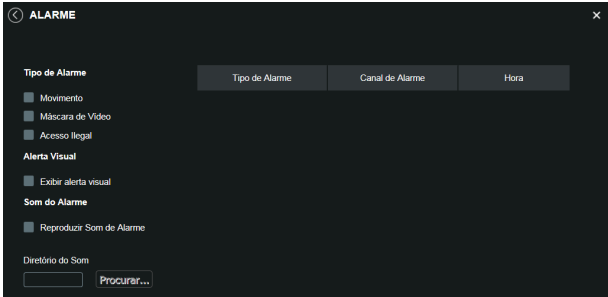 ALARME
Tipo de Alarme
Movimento
Máscara de Vídeo
Acesso Ilegal
Alerta Visual
Exibir alerta visual
Som do Alarme
Reproduzir Som de Alarme
Diretório do Som
Procurar...
Tipo de Alarme Canal de Alarme Hora